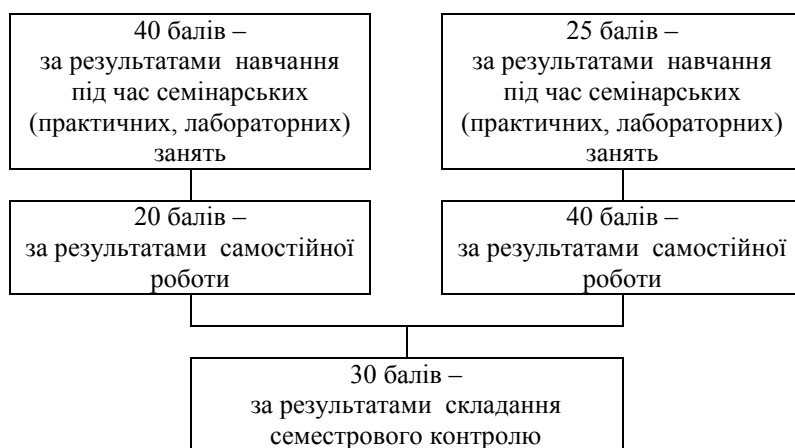 40 балів –
за результатами навчання
під час семінарських
(практичних, лабораторних)
занять
25 балів –
за результатами навчання
під час семінарських
(практичних, лабораторних)
занять
20 балів –
за результатами самостійної
роботи
40 балів –
за результатами самостійної
роботи
30 балів –
за результатами складання
семестрового контролю